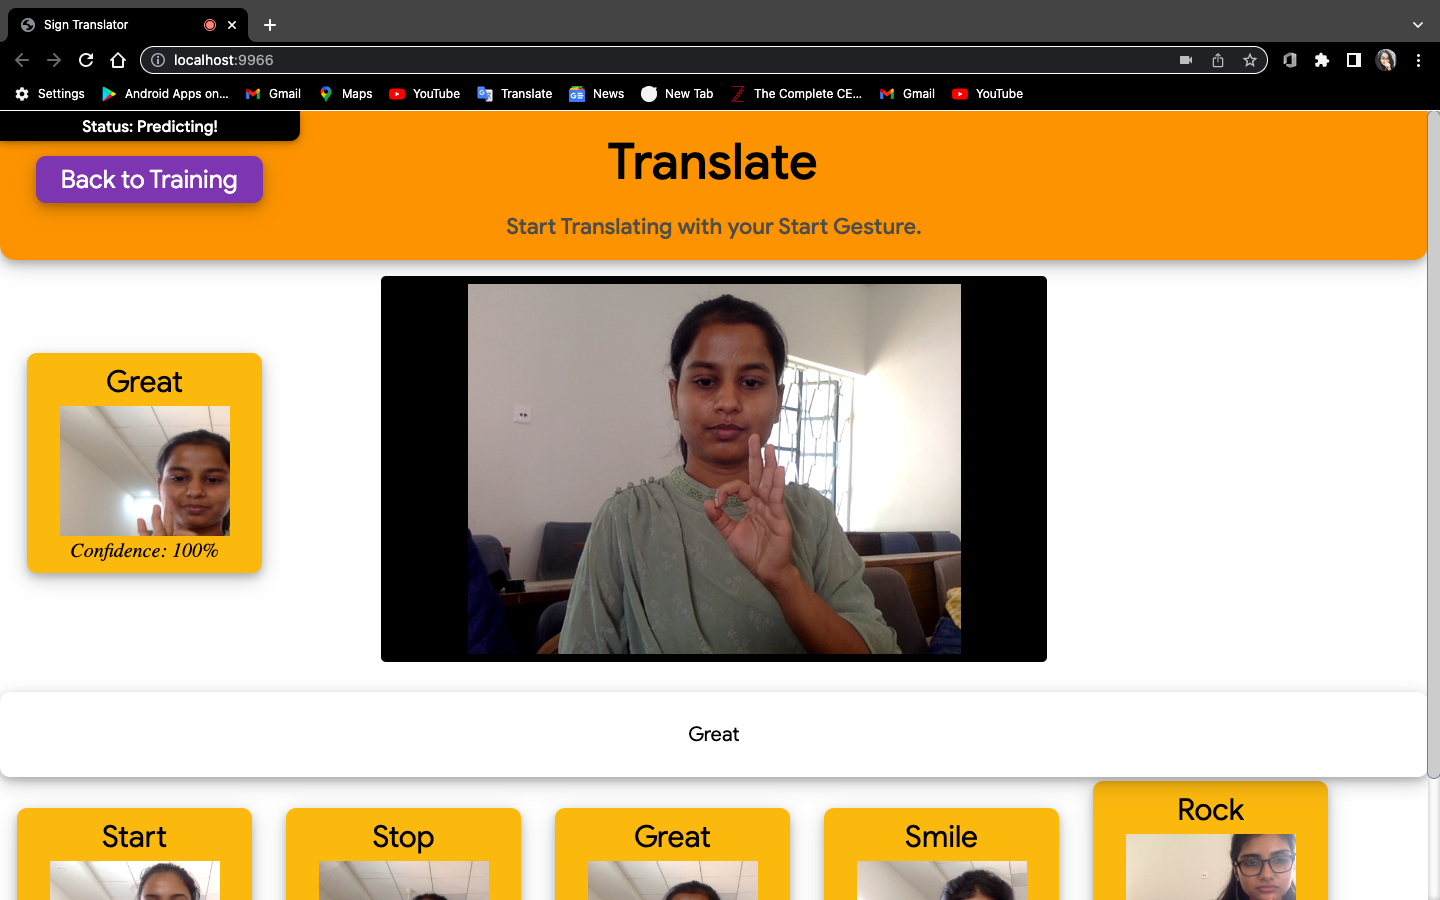 Sign Translator
localhost:9966
Settings Android Apps on... Gmail Maps YouTube Translate News New Tab The Complete CE... Gmail YouTube
Status: Predicting!
Back to Training
Translate
Start Translating with your Start Gesture.
Great
Confidence: 100%
Great
Start Stop Great Smile Rock